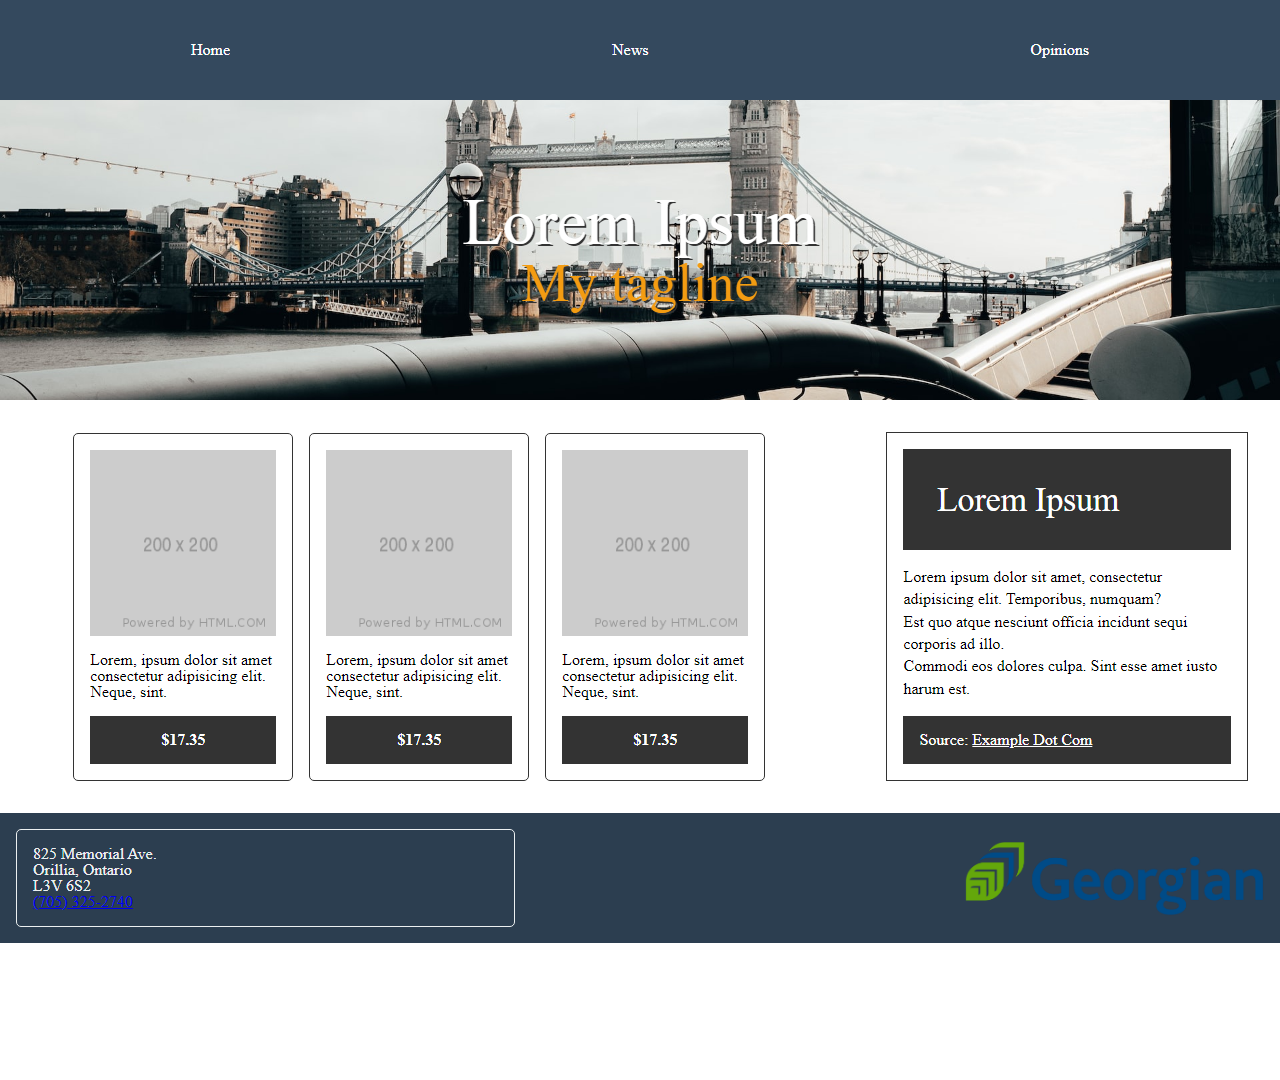 Home
News
Opinions
Lorem Ipsum
My tagline
200 x 200
Powered by HTML.COM
Lorem, ipsum dolor sit amet
consectetur adipisicing elit.
Neque, sint.
$17.35
200 x 200
Powered by HTML.COM
Lorem, ipsum dolor sit amet
consectetur adipisicing elit.
Neque, sint.
$17.35
200 x 200
Powered by HTML.COM
Lorem, ipsum dolor sit amet
consectetur adipisicing elit.
Neque, sint.
$17.35
Lorem Ipsum
Lorem ipsum dolor sit amet, consectetur
adipisicing elit. Temporibus, numquam?
Est quo atque nesciunt officia incidunt sequi
corporis ad illo.
Commodi eos dolores culpa. Sint esse amet iusto
harum est.
Source: Example Dot Com
825 Memorial Ave.
Orillia, Ontario
L3V 6S2
(705) 325-2740
Georgian